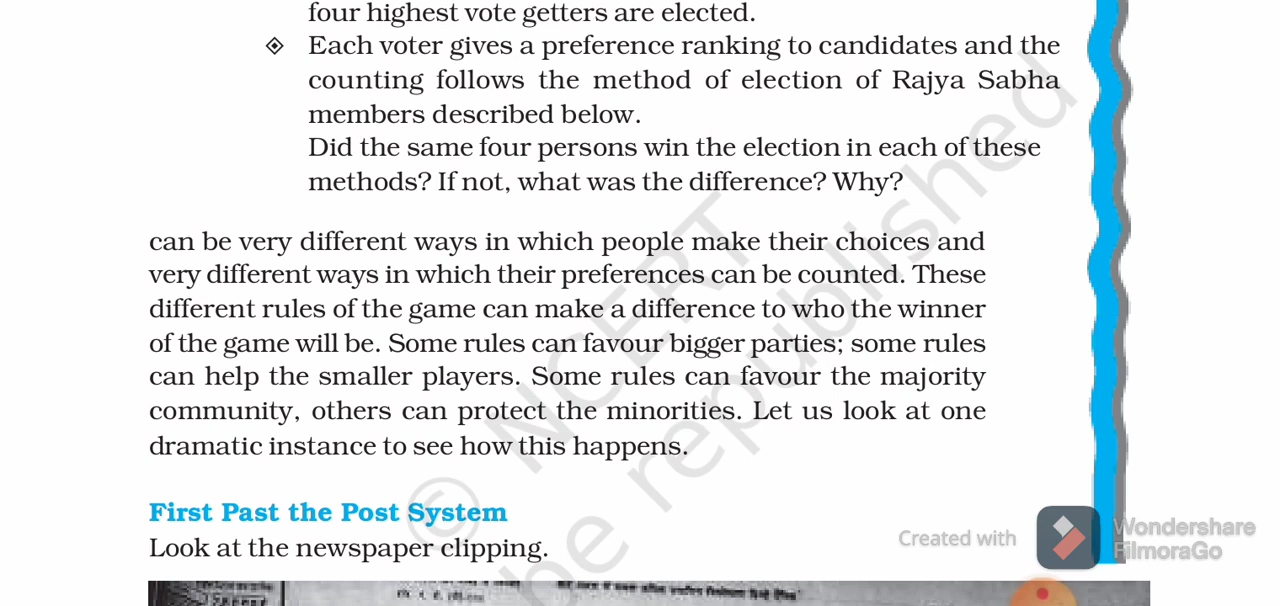 four highest vote getters are elected.
Each voter gives a preference ranking to candidates and the
counting follows the method of election of Rajya Sabha
members described below.
Did the same four persons win the election in each of these
methods? If not, what was the difference? Why?
can be very different ways in which people make their choices and
very different ways in which their preferences can be counted. These
different rules of the game can make a difference to who the winner
of the game will be. Some rules can favour bigger parties; some rules
can help the smaller players. Some rules can favour the majority
community, others can protect the minorities. Let us look at one
dramatic instance to see how this happens.
First Past the Post System
Look at the newspaper clipping.
© NCERT
be republished
Created with
Wondershare
FilmoraGo